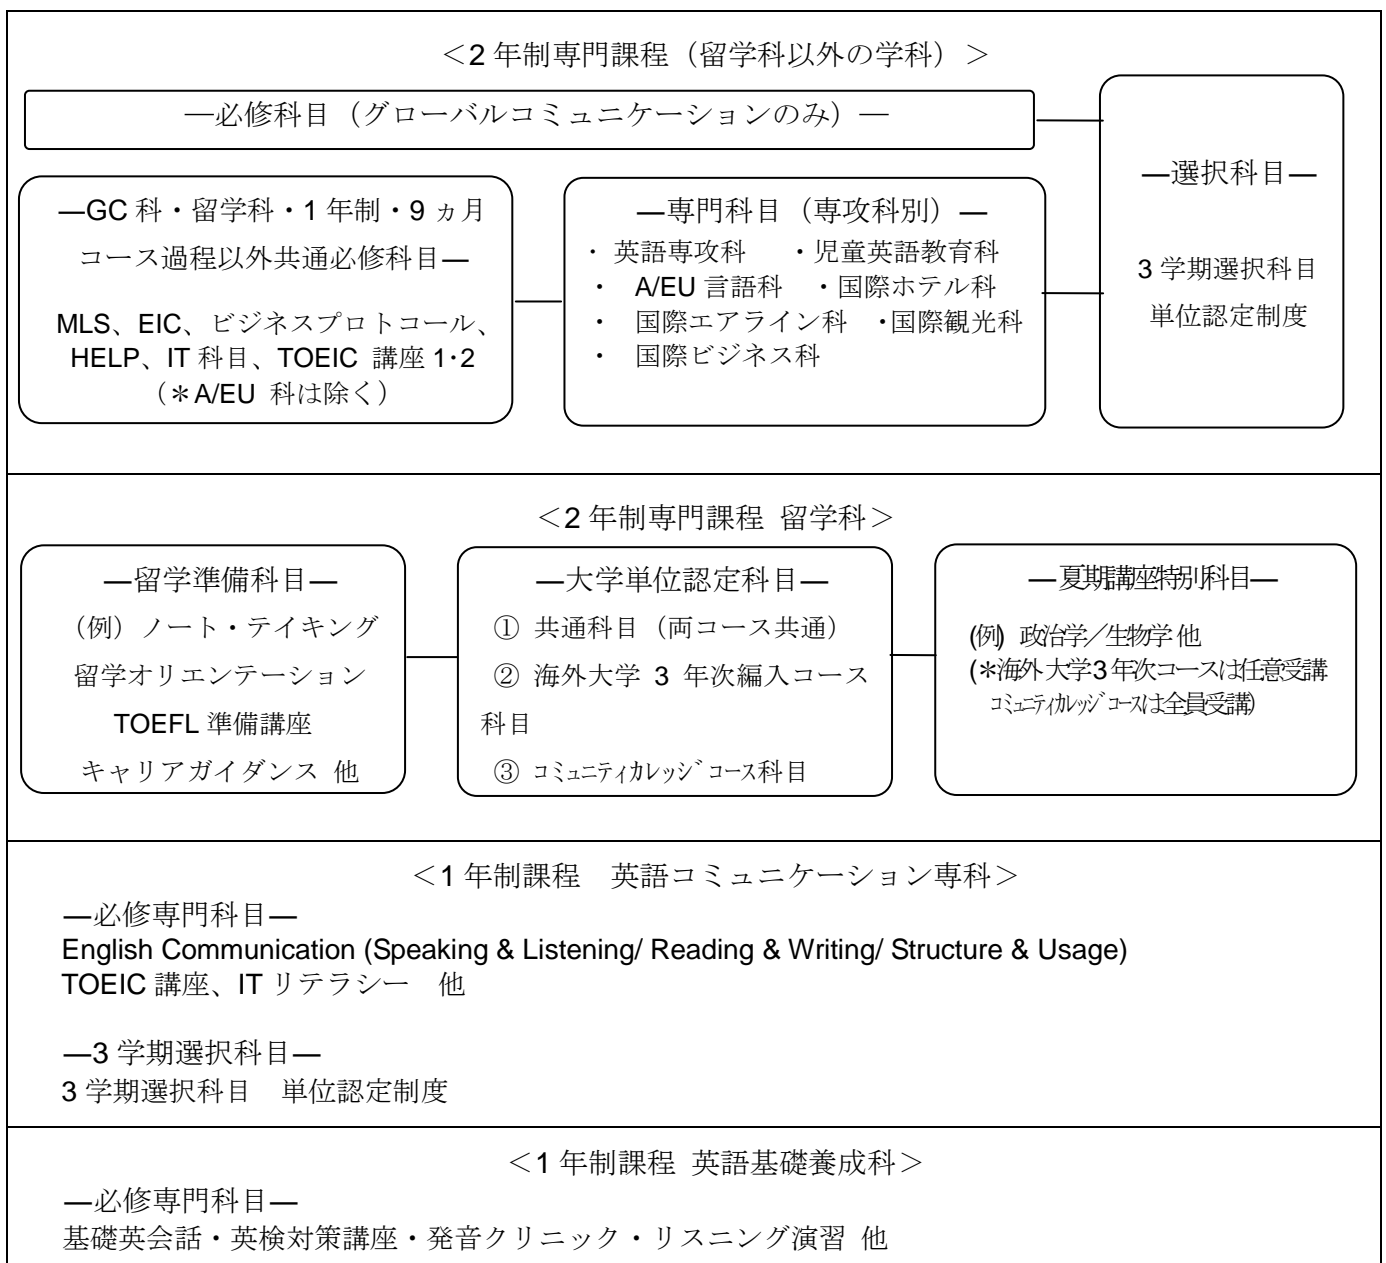 ＜2 年制専門課程（留学科以外の学科）＞
―必修科目（グローバルコミュニケーションのみ）―
―GC 科・留学科・1 年制・9 ヵ月
コース過程以外共通必修科目―
MLS、EIC、ビジネスプロトコール、
HELP、IT 科目、TOEIC 講座 1･2
（＊A/EU 科は除く）
―専門科目（専攻科別）―
・ 英語専攻科 ・児童英語教育科
・ A/EU 言語科 ・国際ホテル科
・ 国際エアライン科 ・国際観光科
・ 国際ビジネス科
―選択科目―
3 学期選択科目
単位認定制度
＜2 年制専門課程 留学科＞
―留学準備科目―
（例）ノート・テイキング
留学オリエンテーション
TOEFL 準備講座
キャリアガイダンス 他
―大学単位認定科目―
① 共通科目（両コース共通）
② 海外大学 3 年次編入コース
科目
③ コミュニティカレッジコース科目
―夏期講座特別科目―
(例) 政治学／生物学 他
(＊海外大学3 年次コースは任意受講
コミュニティカレッジコースは全員受講)
＜1 年制課程 英語コミュニケーション専科＞
―必修専門科目―
English Communication (Speaking & Listening/ Reading & Writing/ Structure & Usage)
TOEIC 講座、IT リテラシー 他
―3 学期選択科目―
3 学期選択科目 単位認定制度
＜1 年制課程 英語基礎養成科＞
―必修専門科目―
基礎英会話・英検対策講座・発音クリニック・リスニング演習 他